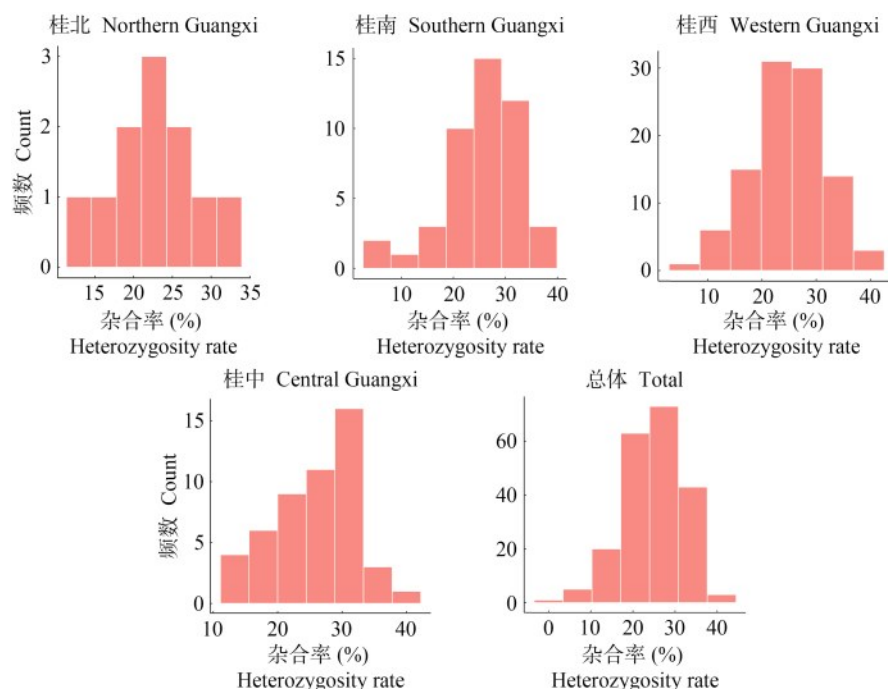 桂北 Northern Guangxi
3
2
1
0
频数 Count
15 20 25 30 35
杂合率 (%)
Heterozygosity rate
桂南 Southern Guangxi
15
10
5
0
10 20 30 40
杂合率 (%)
Heterozygosity rate
桂西 Western Guangxi
30
20
10
0
10 20 30 40
杂合率 (%)
Heterozygosity rate
桂中 Central Guangxi
15
10
5
0
频数 Count
10 20 30 40
杂合率 (%)
Heterozygosity rate
总体 Total
60
40
20
0
0 10 20 30 40
杂合率 (%)
Heterozygosity rate